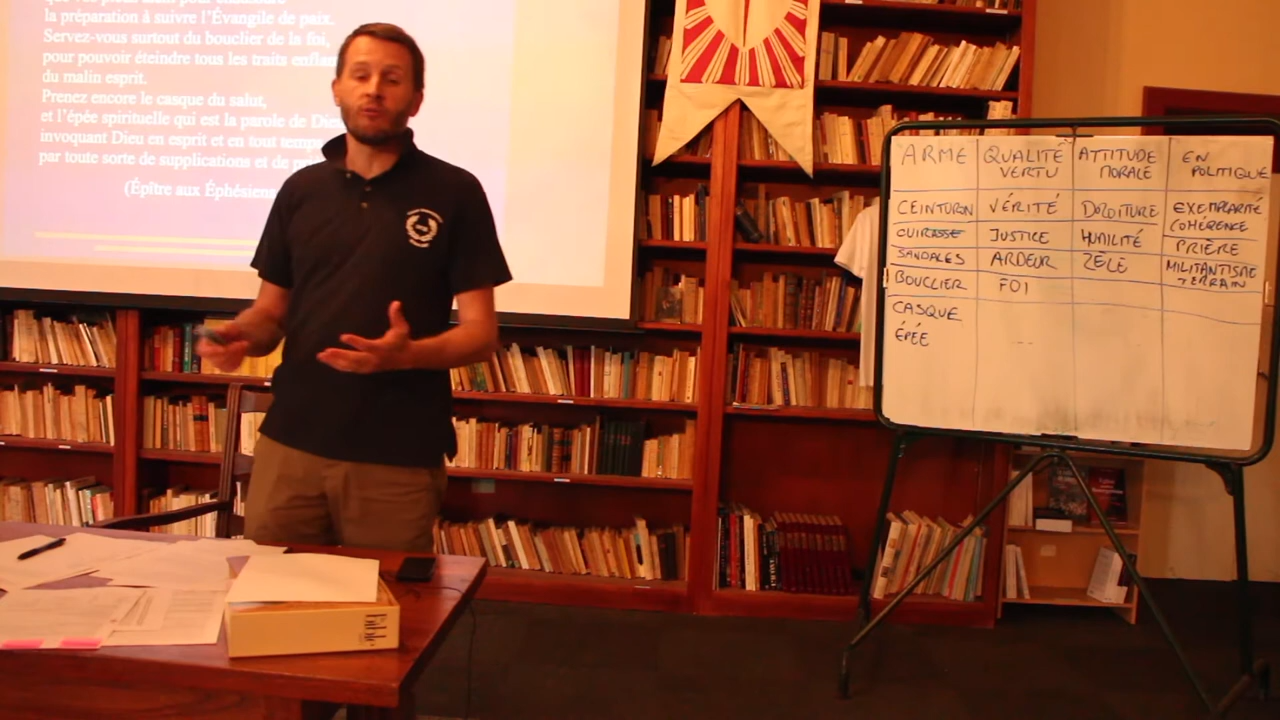 la préparation à suivre l'Évangile de paix.
Servez-vous surtout du bouclier de la foi,
pour pouvoir éteindre tous les traits enflam
du malin esprit.
Prenez encore le casque du salut,
et l'épée spirituelle qui est la parole de Die
invoquant Dieu en esprit et en tout temp
par toute sorte de supplications et de
(Épître aux Éphésiens
ARME QUALITÉ VERTU ATTITUDE MORALE EN POLITIQUE
CEINTURON VÉRITÉ DROITURE EXEMPLARITÉ COHÉRENCE
CUIRASSE JUSTICE HUMILITÉ PRIÈRE
SANDALES ARDEUR ZÈLE MILITANTISME TERRAIN
BOUCLIER FOI
CASQUE
ÉPÉE
Bible